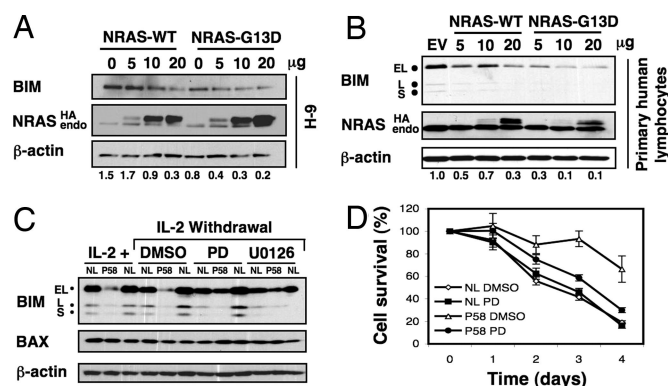 A
NRAS-WT NRAS-G13D
0 5 10 20 0 5 10 20 μg
BIM
NRAS HA
endo
β-actin
1.5 1.7 0.9 0.3 0.8 0.4 0.3 0.2
H-9
B
NRAS-WT NRAS-G13D
EV 5 10 20 5 10 20 μg
BIM
EL
L
S
NRAS HA
endo
β-actin
1.0 0.5 0.7 0.3 0.3 0.1 0.1
Primary human
lymphocytes
C
IL-2 Withdrawal
IL-2 + DMSO PD U0126
NL P58 NL NL P58 NL NL P58 NL NL P58 NL
BIM
EL
L
S
BAX
β-actin
D
Cell survival (%)
120
100
80
60
40
20
0
0 1 2 3 4
Time (days)
NL DMSO
NL PD
P58 DMSO
P58 PD